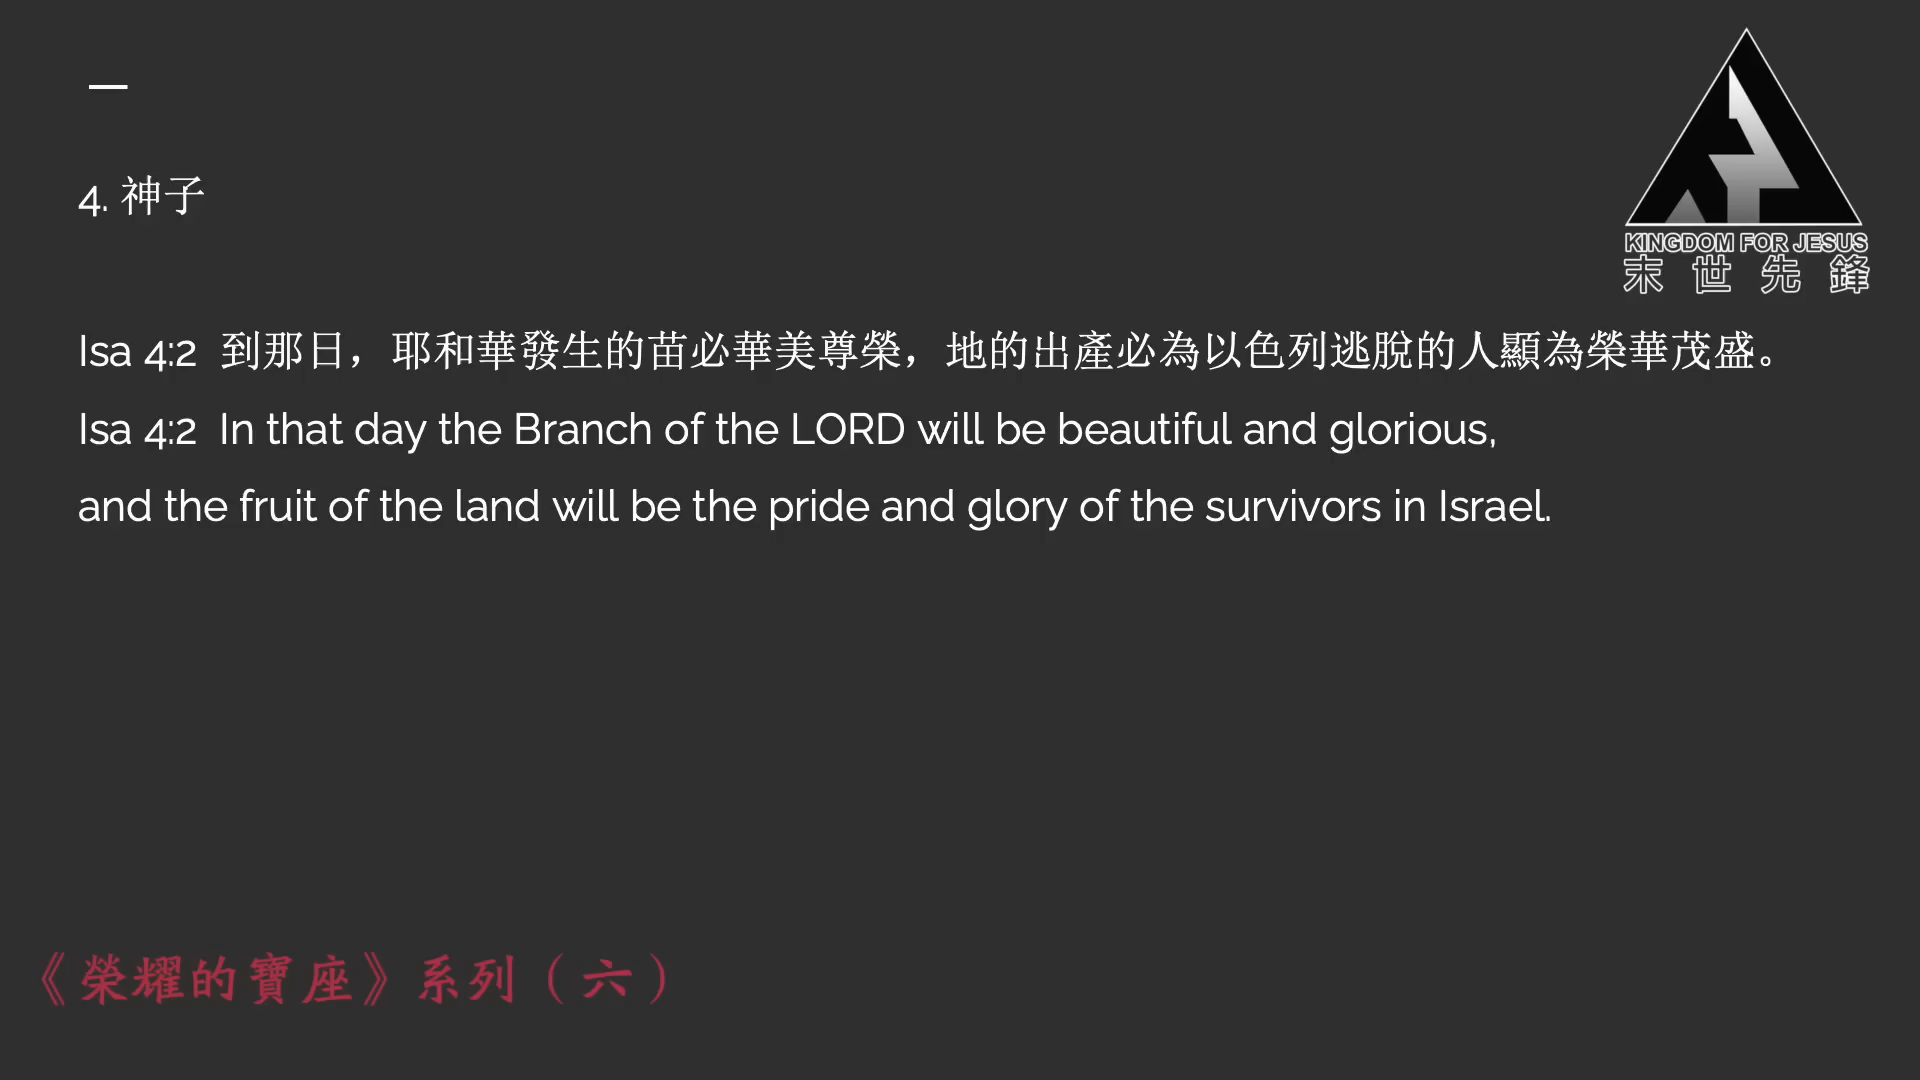 4. 神子
KINGDOM FOR JESUS
末世先鋒
Isa 4:2 到那日，耶和華發生的苗必華美尊榮，地的出產必為以色列逃脫的人顯為榮華茂盛。
Isa 4:2 In that day the Branch of the LORD will be beautiful and glorious,
and the fruit of the land will be the pride and glory of the survivors in Israel.
《榮耀的寶座》系列（六）